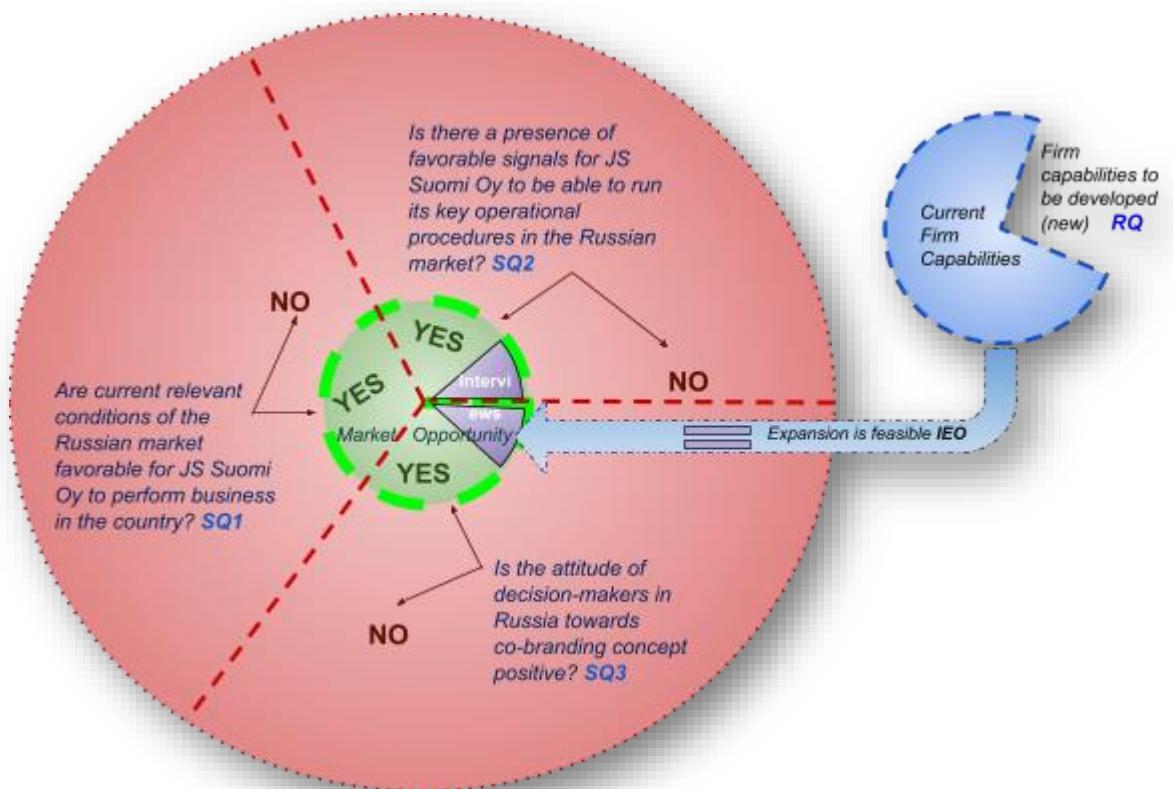 Is there a presence of
favorable signals for JS
Suomi Oy to be able to run
its key operational
procedures in the Russian
market? SQ2
Firm
capabilities to
be developed
(new) RQ
Current
Firm
Capabilities
NO
YES
Intervi
NO
Are current relevant
conditions of the
Russian market
favorable for JS Suomi
Oy to perform business
in the country? SQ1
YES
ews
Market Opportunity
Expansion is feasible IEO
YES
Is the attitude of
decision-makers in
Russia towards
co-branding concept
positive? SQ3
NO